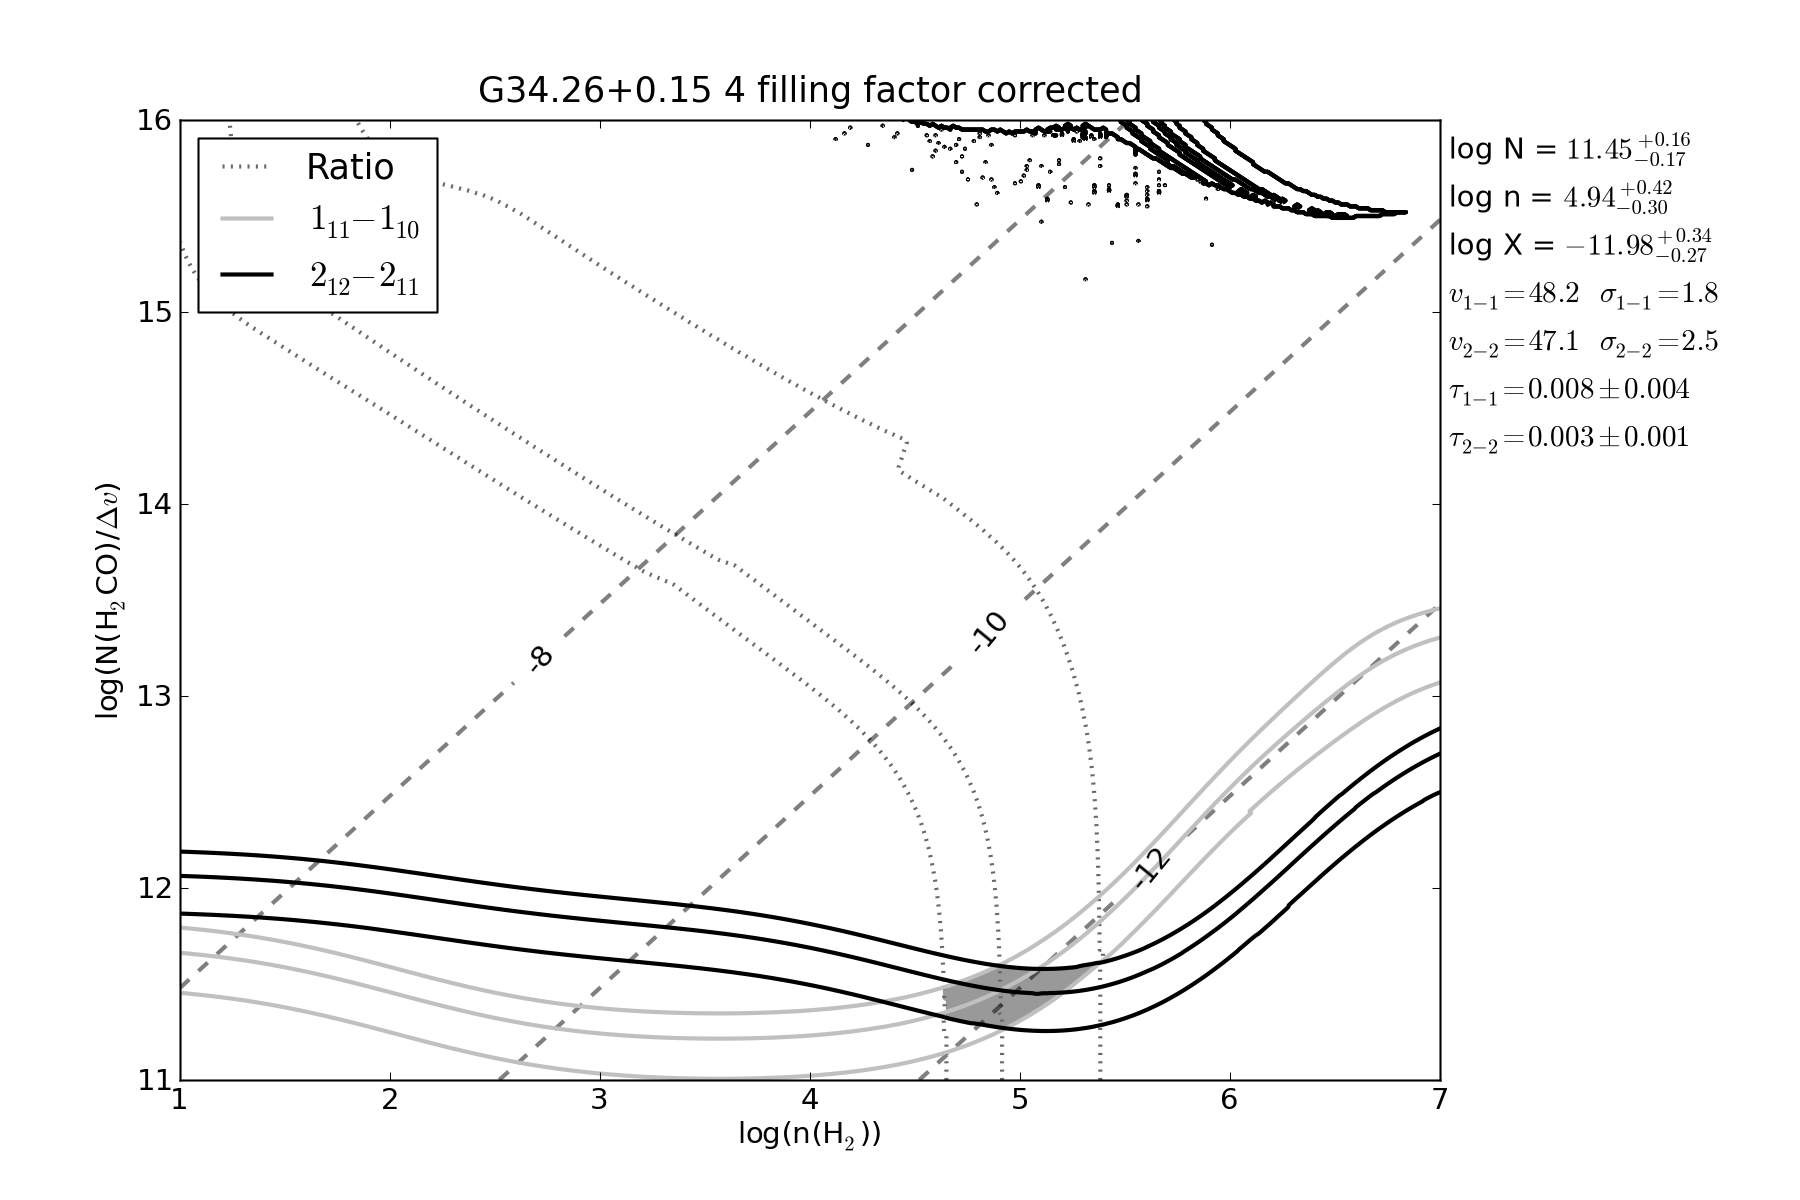 G34.26+0.15 4 filling factor corrected
16
15
14
13
12
11
log(N(H₂CO)/Δv)
Ratio
1₁₁−1₁₀
2₁₂−2₁₁
-8
-10
-12
1 2 3 4 5 6 7
log(n(H₂))
log N = 11.45^{+0.16}_{−0.17}
log n = 4.94^{+0.42}_{−0.30}
log X = −11.98^{+0.34}_{−0.27}
v₁₋₁=48.2 σ₁₋₁=1.8
v₂₋₂=47.1 σ₂₋₂=2.5
τ₁₋₁=0.008±0.004
τ₂₋₂=0.003±0.001